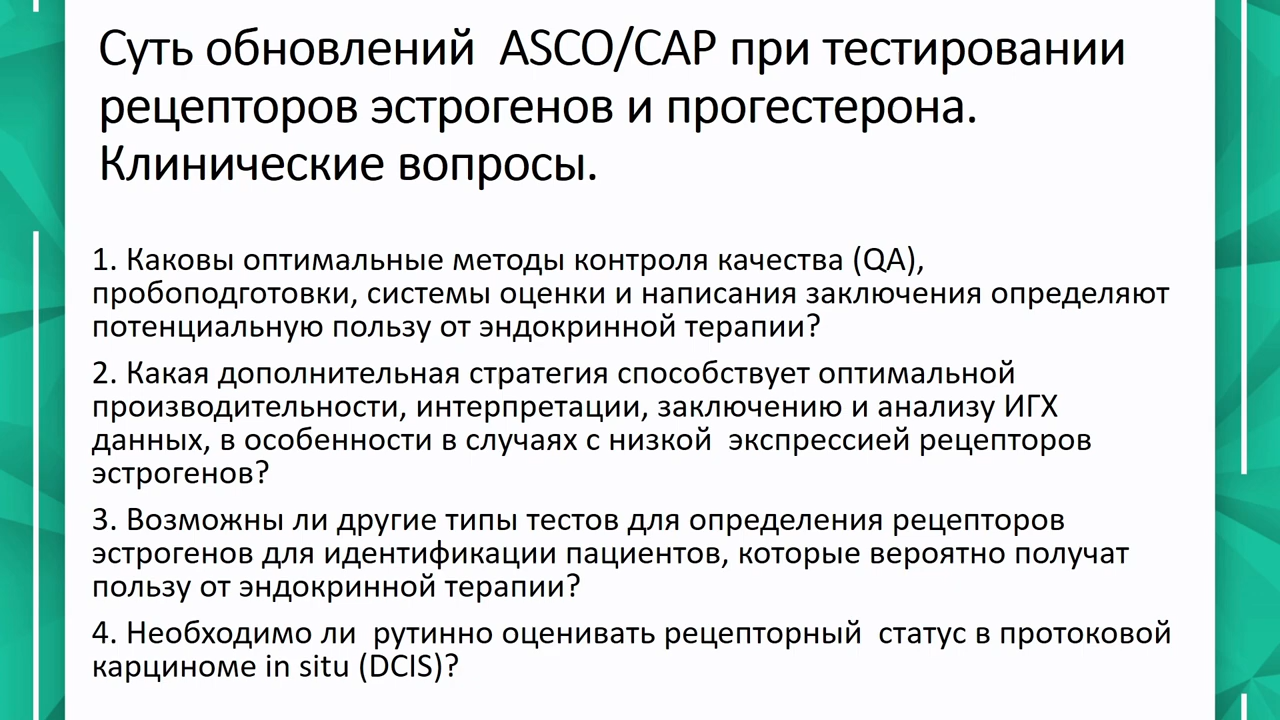 Суть обновлений ASCO/CAP при тестировании
рецепторов эстрогенов и прогестерона.
Клинические вопросы.
1. Каковы оптимальные методы контроля качества (QA),
пробоподготовки, системы оценки и написания заключения определяют
потенциальную пользу от эндокринной терапии?
2. Какая дополнительная стратегия способствует оптимальной
производительности, интерпретации, заключению и анализу ИГХ
данных, в особенности в случаях с низкой экспрессией рецепторов
эстрогенов?
3. Возможны ли другие типы тестов для определения рецепторов
эстрогенов для идентификации пациентов, которые вероятно получат
пользу от эндокринной терапии?
4. Необходимо ли рутинно оценивать рецепторный статус в протоковой
карциноме in situ (DCIS)?